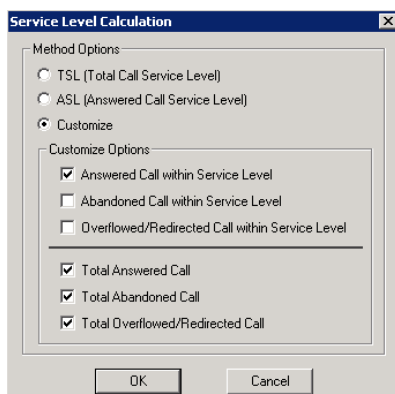 Service Level Calculation
Method Options
TSL (Total Call Service Level)
ASL (Answered Call Service Level)
Customize
Customize Options
Answered Call within Service Level
Abandoned Call within Service Level
Overflowed/Redirected Call within Service Level
Total Answered Call
Total Abandoned Call
Total Overflowed/Redirected Call
OK Cancel